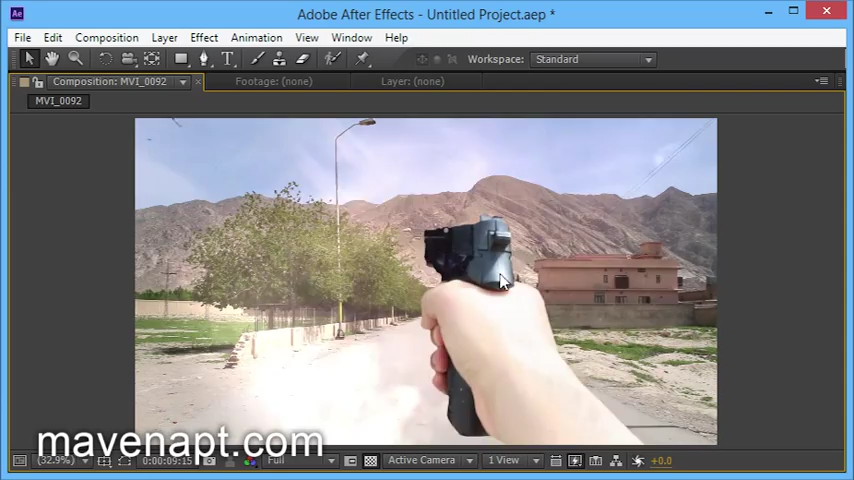 Ae
Adobe After Effects - Untitled Project.aep *
File Edit Composition Layer Effect Animation View Window Help
Workspace: Standard
Composition: MVI_0092 Footage: (none) Layer: (none)
MVI_0092
mavenapt.com
(32.9%) 0:00:09:15 Full Active Camera 1 View +0.0